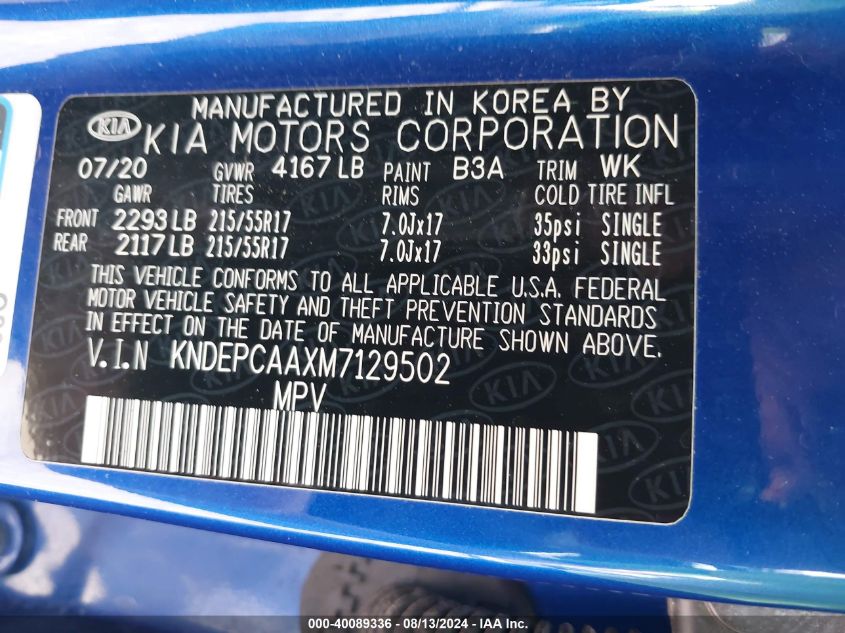 MANUFACTURED IN KOREA BY
KIA KIA MOTORS CORPORATION
07/20 GVWR 4167 LB PAINT B3A TRIM WK
GAWR TIRES RIMS COLD TIRE INFL
FRONT 2293 LB 215/55R17 7.0Jx17 35psi SINGLE
REAR 2117 LB 215/55R17 7.0Jx17 33psi SINGLE
THIS VEHICLE CONFORMS TO ALL APPLICABLE U.S.A. FEDERAL
MOTOR VEHICLE SAFETY AND THEFT PREVENTION STANDARDS
IN EFFECT ON THE DATE OF MANUFACTURE SHOWN ABOVE.
V.I.N KNDEPCAAXM7129502
MPV
000-40089336 - 08/13/2024 - IAA Inc.